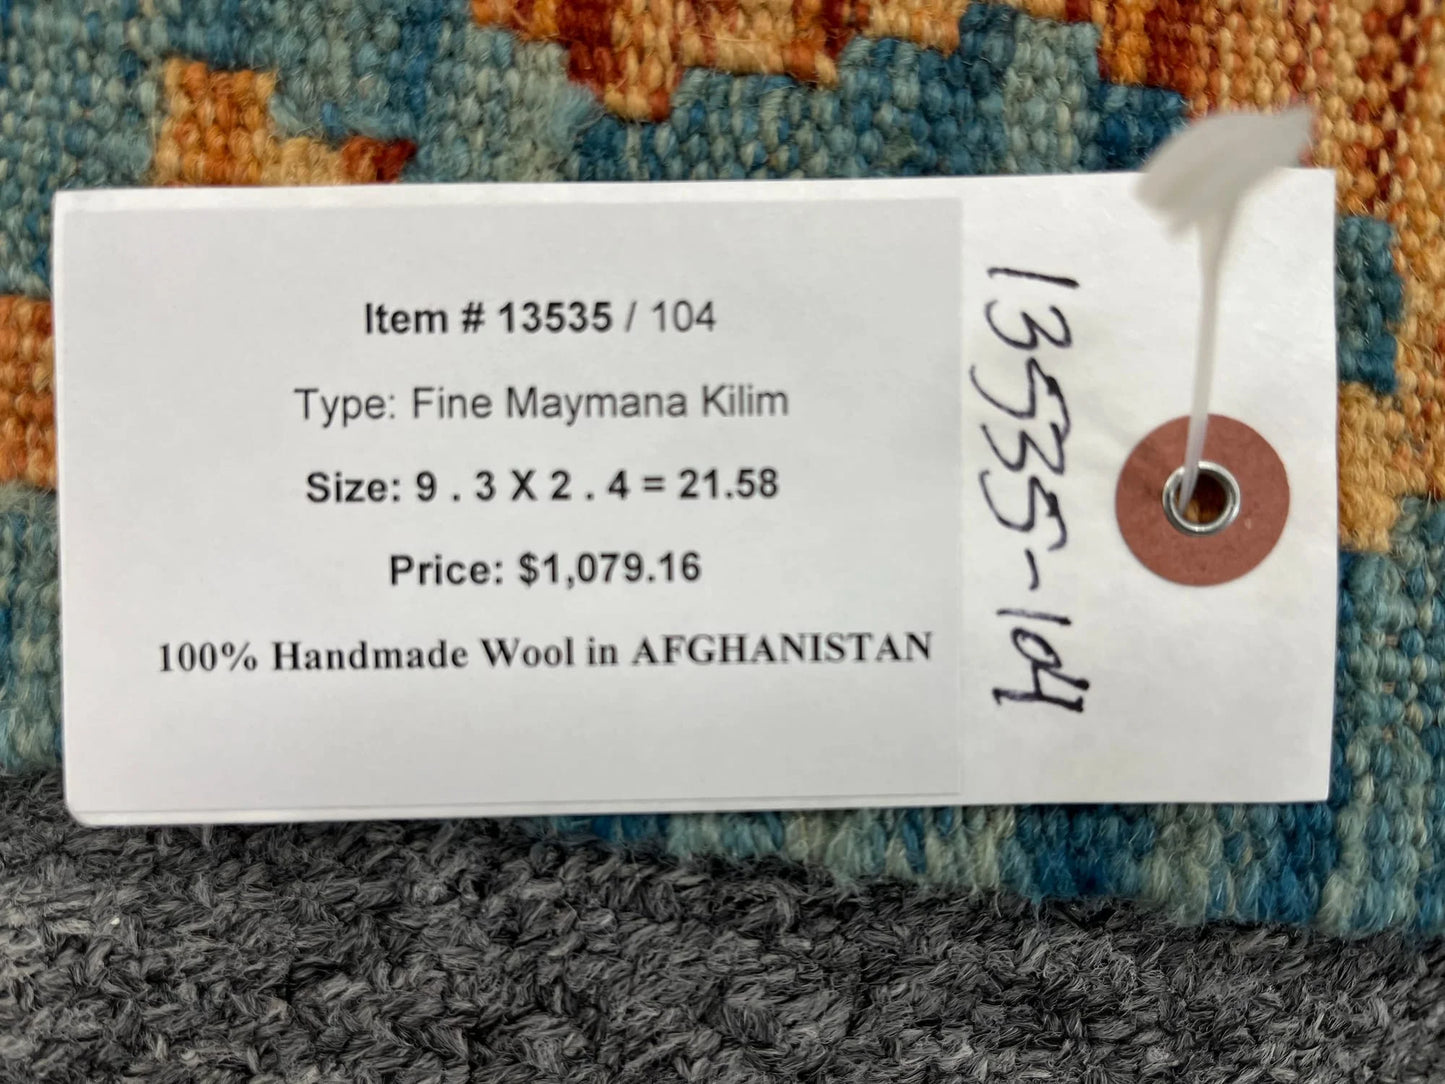 Item # 13535 / 104
Type: Fine Maymana Kilim
Size: 9 . 3 X 2 . 4 = 21.58
Price: $1,079.16
100% Handmade Wool in AFGHANISTAN
13535-104